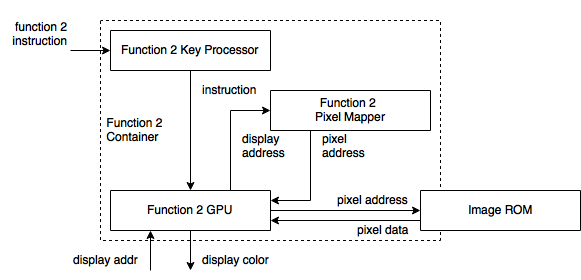 function 2
instruction
Function 2 Key Processor
instruction
Function 2
Pixel Mapper
Function 2
Container
display
address
pixel
address
Function 2 GPU
pixel address
pixel data
Image ROM
display addr
display color